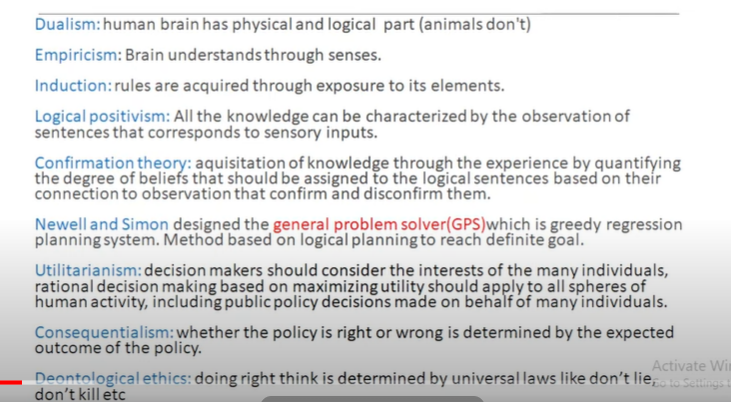 Dualism: human brain has physical and logical part (animals don't)
Empiricism: Brain understands through senses.
Induction: rules are acquired through exposure to its elements.
Logical positivism: All the knowledge can be characterized by the observation of
sentences that corresponds to sensory inputs.
Confirmation theory: aquisitation of knowledge through the experience by quantifying
the degree of beliefs that should be assigned to the logical sentences based on their
connection to observation that confirm and disconfirm them.
Newell and Simon designed the general problem solver(GPS)which is greedy regression
planning system. Method based on logical planning to reach definite goal.
Utilitarianism: decision makers should consider the interests of the many individuals,
rational decision making based on maximizing utility should apply to all spheres of
human activity, including public policy decisions made on behalf of many individuals.
Consequentialism: whether the policy is right or wrong is determined by the expected
outcome of the policy.
Activate Wi
Deontological ethics: doing right think is determined by universal laws like don't lie,
don't kill etc